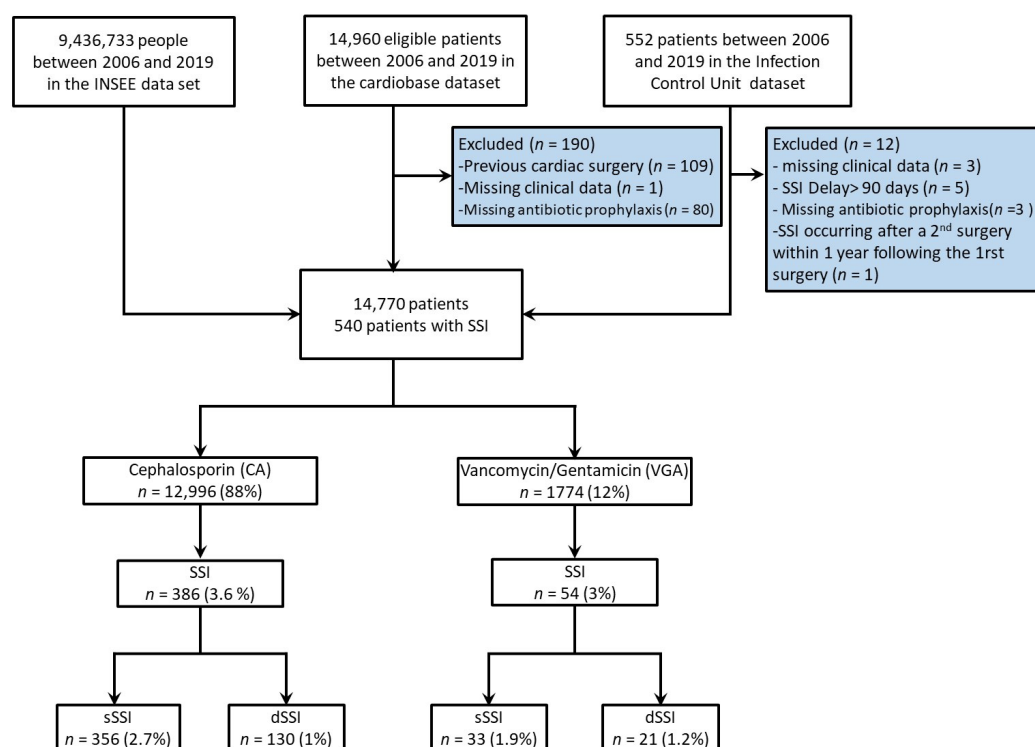 9,436,733 people
between 2006 and 2019
in the INSEE data set
14,960 eligible patients
between 2006 and 2019 in
the cardiobase dataset
552 patients between 2006
and 2019 in the Infection
Control Unit dataset
Excluded (n = 190)
-Previous cardiac surgery (n = 109)
-Missing clinical data (n = 1)
-Missing antibiotic prophylaxis(n = 80)
Excluded (n = 12)
- missing clinical data (n = 3)
- SSI Delay> 90 days (n = 5)
- Missing antibiotic prophylaxis(n =3 )
-SSI occurring after a 2nd surgery
within 1 year following the 1rst
surgery (n = 1)
14,770 patients
540 patients with SSI
Cephalosporin (CA)
n = 12,996 (88%)
Vancomycin/Gentamicin (VGA)
n = 1774 (12%)
SSI
n = 386 (3.6 %)
SSI
n = 54 (3%)
sSSI
n = 356 (2.7%)
dSSI
n = 130 (1%)
sSSI
n = 33 (1.9%)
dSSI
n = 21 (1.2%)